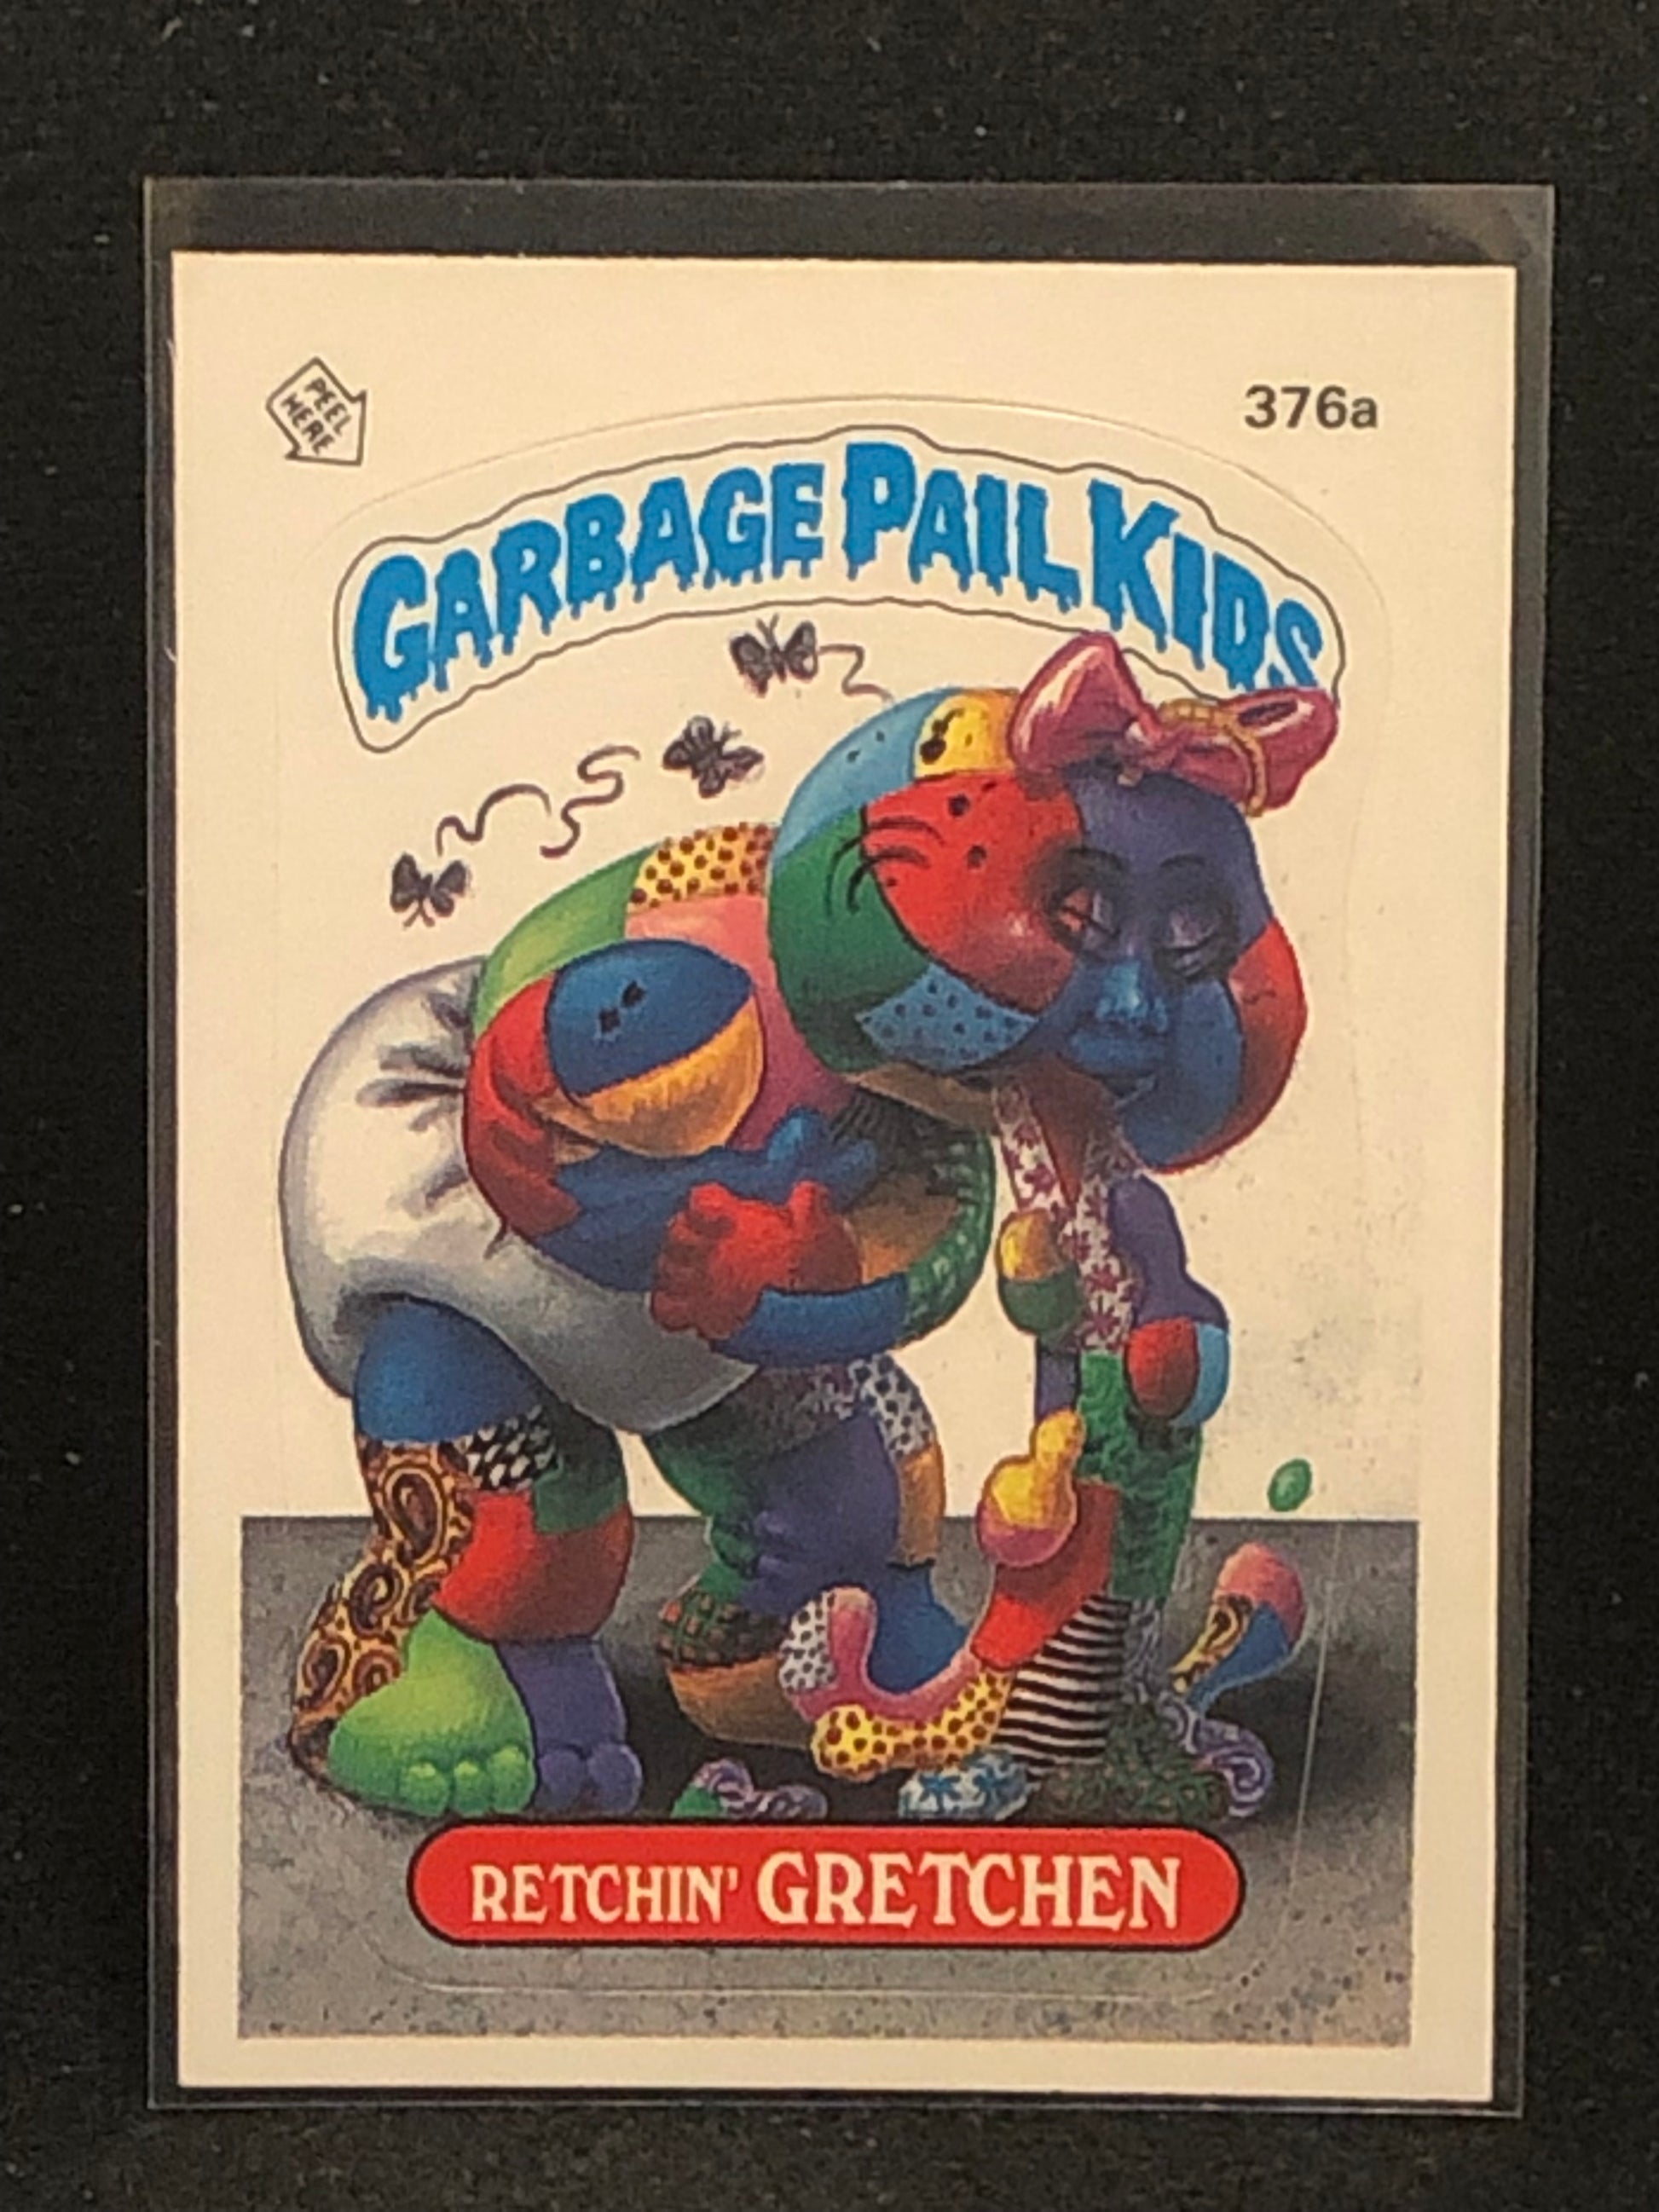 PEEL
HERE
376a
GARBAGE PAIL KIDS
RETCHIN' GRETCHEN